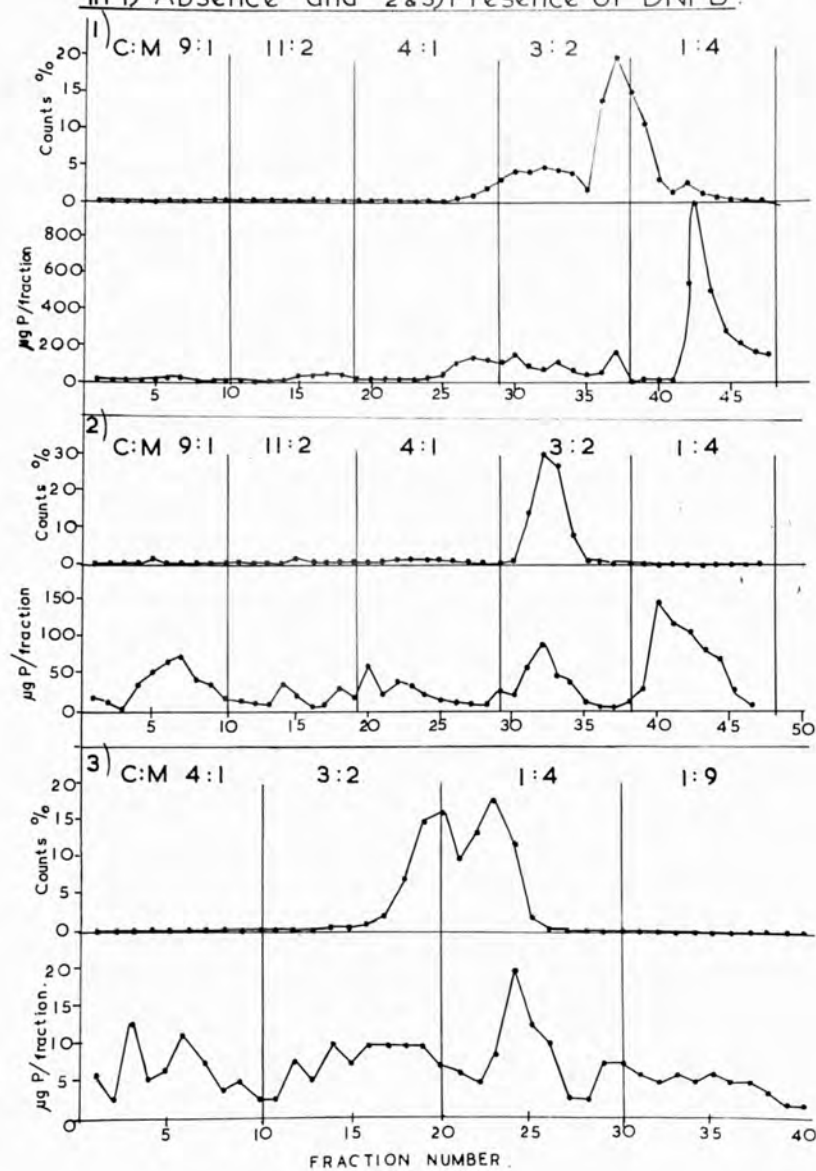 in 1) Absence and 2&3) Presence of DNFB.
1) C:M 9:1 11:2 4:1 3:2 1:4
Counts %
20
15
10
5
0
µg P/fraction
800
600
400
200
0
5 10 15 20 25 30 35 40 45
2) C:M 9:1 11:2 4:1 3:2 1:4
Counts %
30
20
10
0
µg P/fraction
150
100
50
0
5 10 15 20 25 30 35 40 45 50
3) C:M 4:1 3:2 1:4 1:9
Counts %
20
15
10
5
0
µg P/fraction.
20
15
10
5
0
5 10 15 20 25 30 35 40
FRACTION NUMBER.